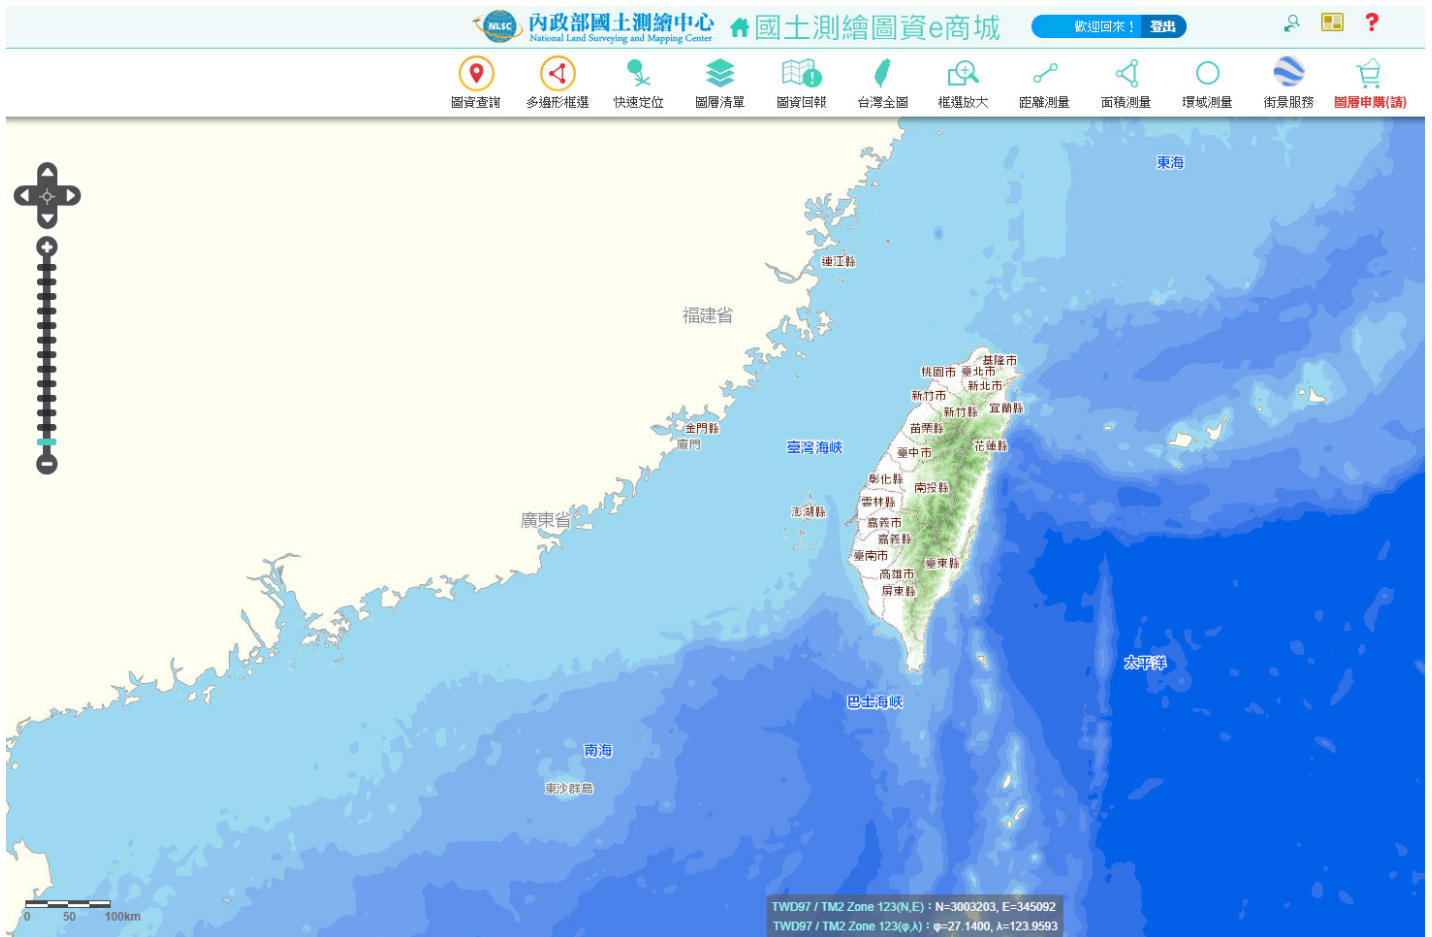 NLSC 內政部國土測繪中心
National Land Surveying and Mapping Center
國土測繪圖資e商城
歡迎回來！ 登出
?
圖資查詢 多邊形框選 快速定位 圖層清單 圖資回報 台灣全圖 框選放大 距離測量 面積測量 環域測量 街景服務 圖層申購(請)
東海
連江縣
福建省
基隆市
桃園市 臺北市
新北市
新竹市
新竹縣 宜蘭縣
苗栗縣
金門縣
廈門
臺灣海峽
臺中市
花蓮縣
彰化縣
南投縣
雲林縣
澎湖縣
廣東省
嘉義市
嘉義縣
臺南市
臺東縣
高雄市
屏東縣
太平洋
巴士海峽
南海
東沙群島
0 50 100km
TWD97 / TM2 Zone 123(N,E)：N=3003203, E=345092
TWD97 / TM2 Zone 123(φ,λ)：φ=27.1400, λ=123.9593